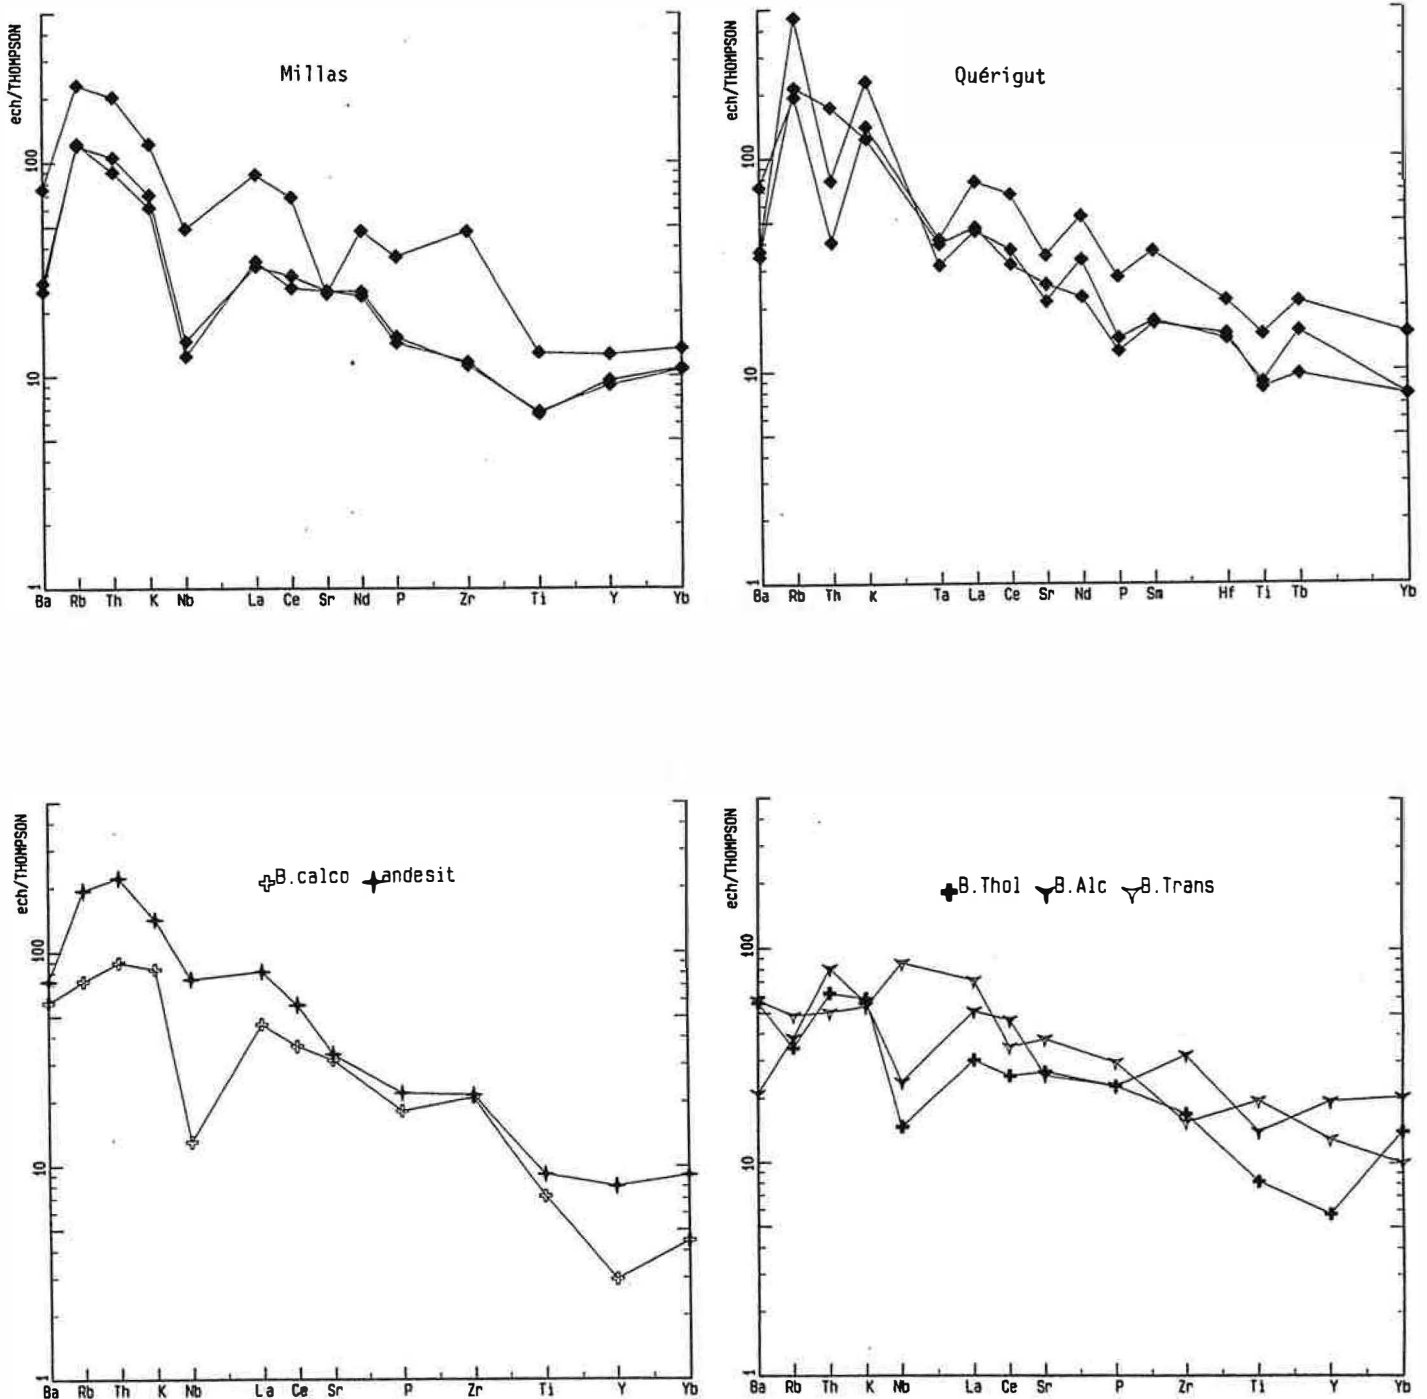 ech/THOMPSON
Millas
100
10
1
Ba Rb Th K Nb La Ce Sr Nd P Zr Ti Y Yb
ech/THOMPSON
Quérigut
100
10
1
Ba Rb Th K Ta La Ce Sr Nd P Sm Hf Ti Tb Yb
ech/THOMPSON
B.calco andesit
100
10
1
Ba Rb Th K Nb La Ce Sr P Zr Ti Y Yb
ech/THOMPSON
B.Thol B.Alc B.Trans
100
10
1
Ba Rb Th K Nb La Ce Sr P Zr Ti Y Yb